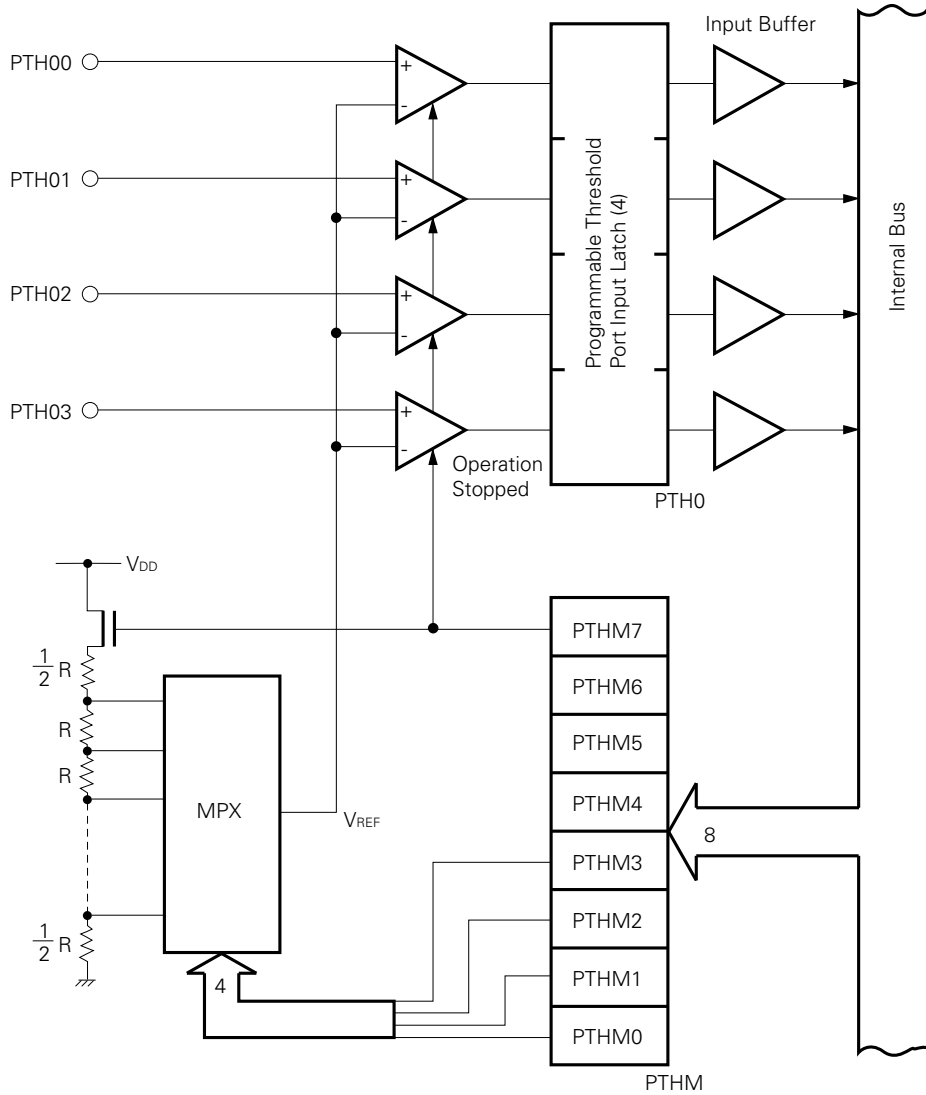 Input Buffer
PTH00
+
-
PTH01
+
-
PTH02
+
-
PTH03
+
-
Programmable Threshold
Port Input Latch (4)
Internal Bus
Operation
Stopped
PTH0
VDD
1
2
R
R
R
1
2
R
MPX
VREF
4
PTHM7
PTHM6
PTHM5
PTHM4
PTHM3
PTHM2
PTHM1
PTHM0
8
PTHM